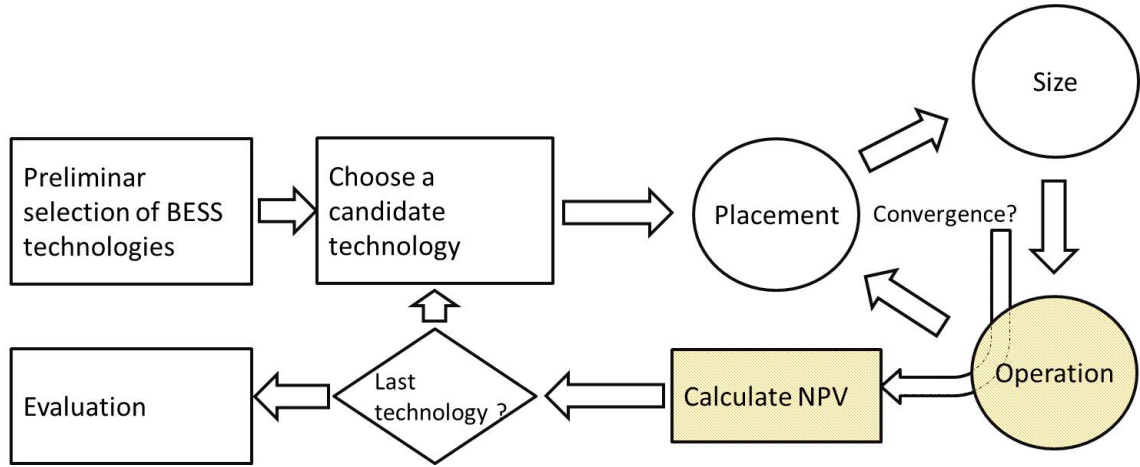 Preliminar
selection of BESS
technologies
Choose a
candidate
technology
Placement
Size
Convergence?
Operation
Calculate NPV
Last
technology ?
Evaluation